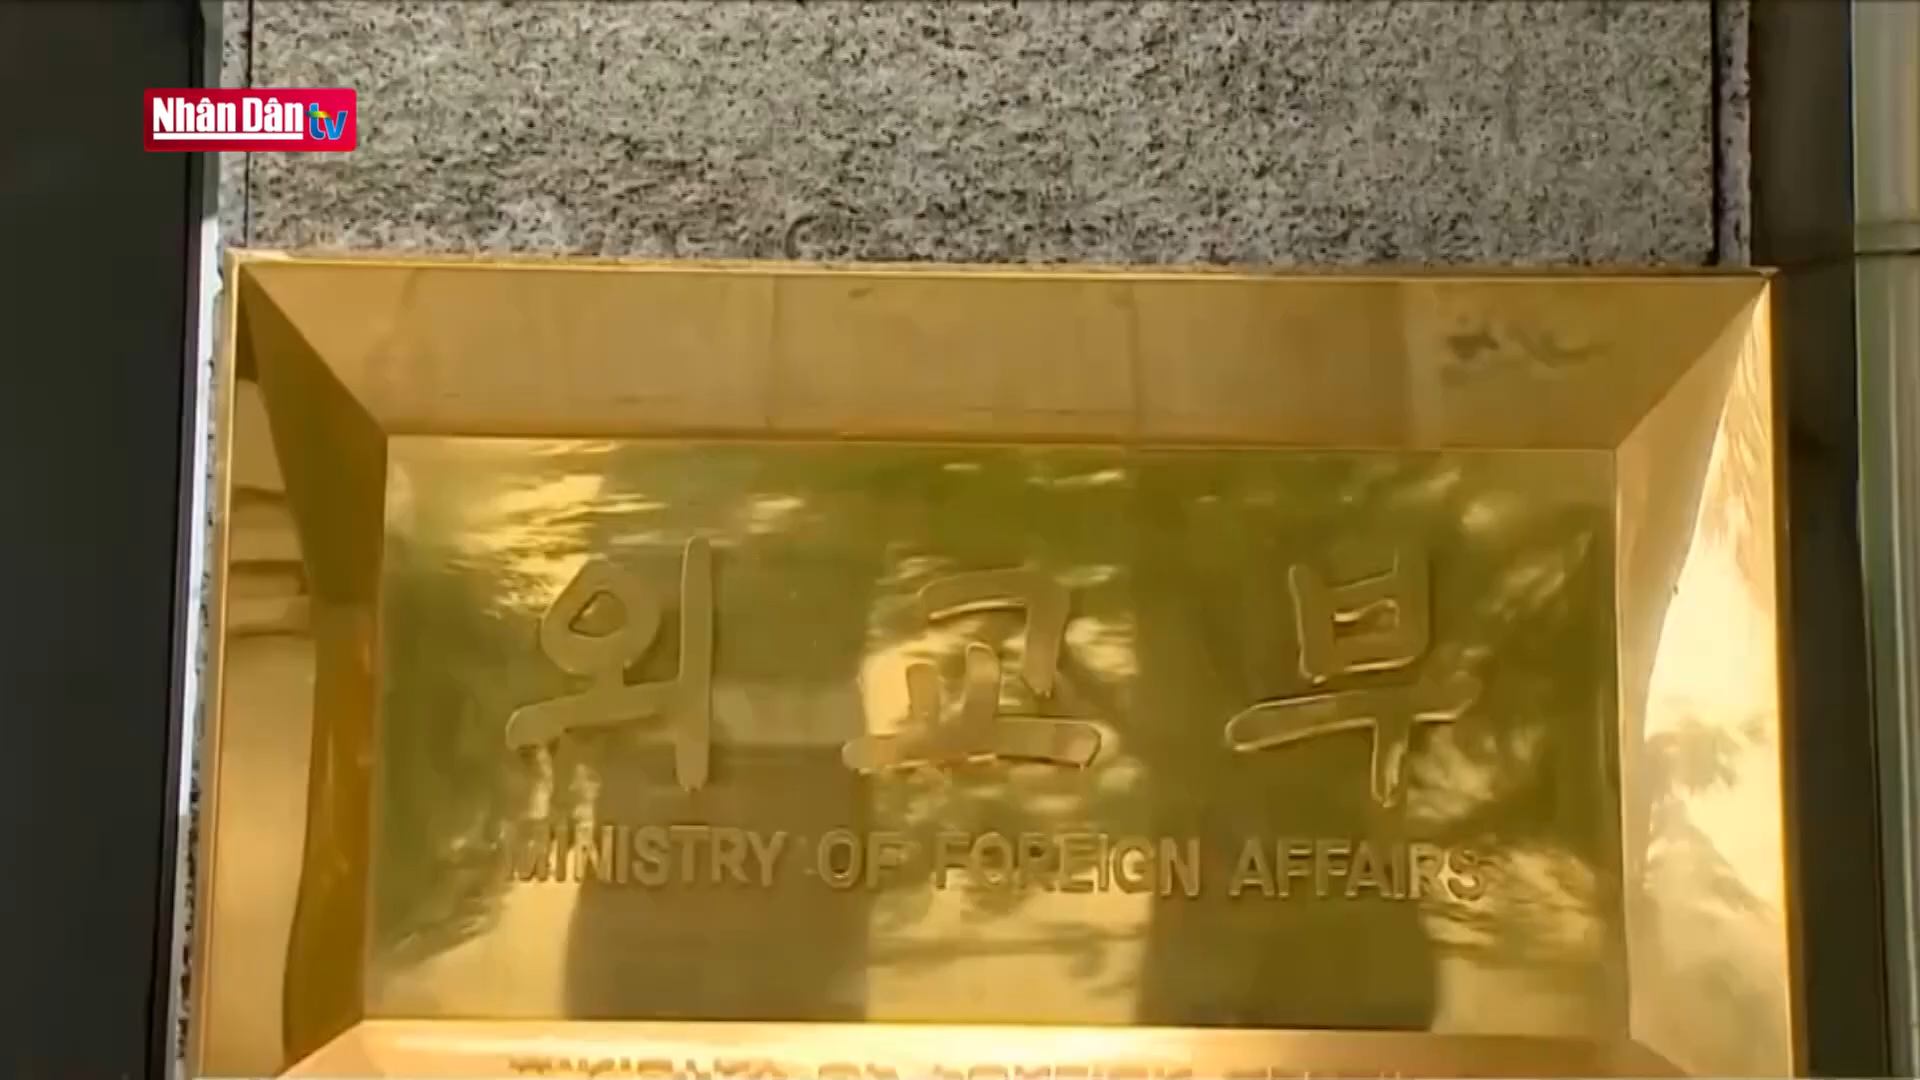 Nhân Dân tv
외교부
MINISTRY OF FOREIGN AFFAIRS